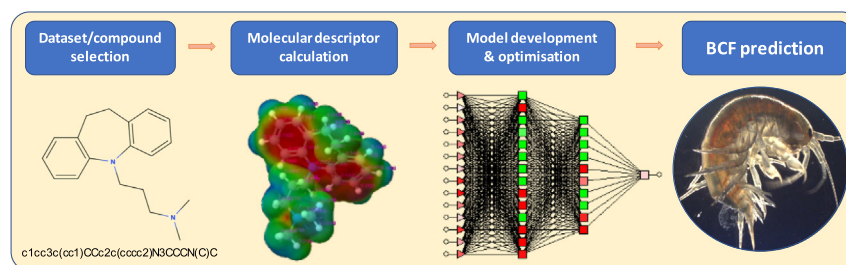 Dataset/compound
selection
Molecular descriptor
calculation
Model development
& optimisation
BCF prediction
N
N
c1cc3c(cc1)CCc2c(cccc2)N3CCCN(C)C